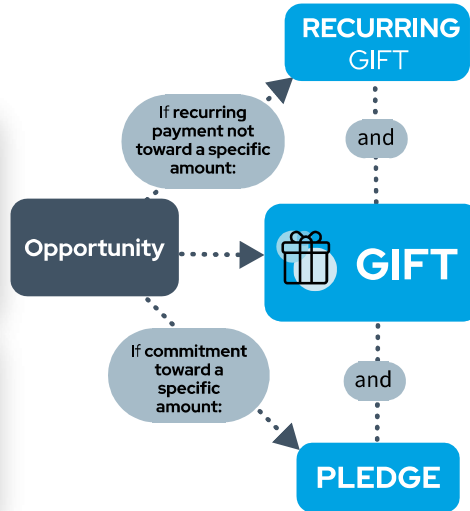 RECURRING
GIFT
If recurring
payment not
toward a specific
amount:
and
Opportunity
GIFT
If commitment
toward a
specific
amount:
and
PLEDGE